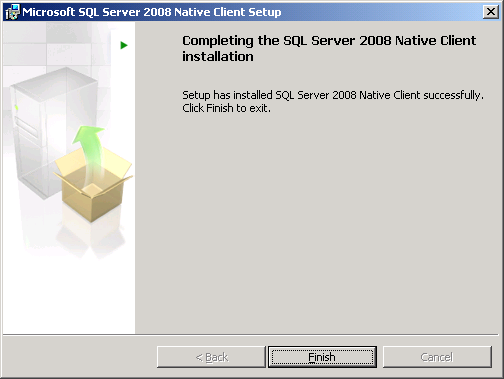 Microsoft SQL Server 2008 Native Client Setup
Completing the SQL Server 2008 Native Client
installation
Setup has installed SQL Server 2008 Native Client successfully.
Click Finish to exit.
< Back
Finish
Cancel